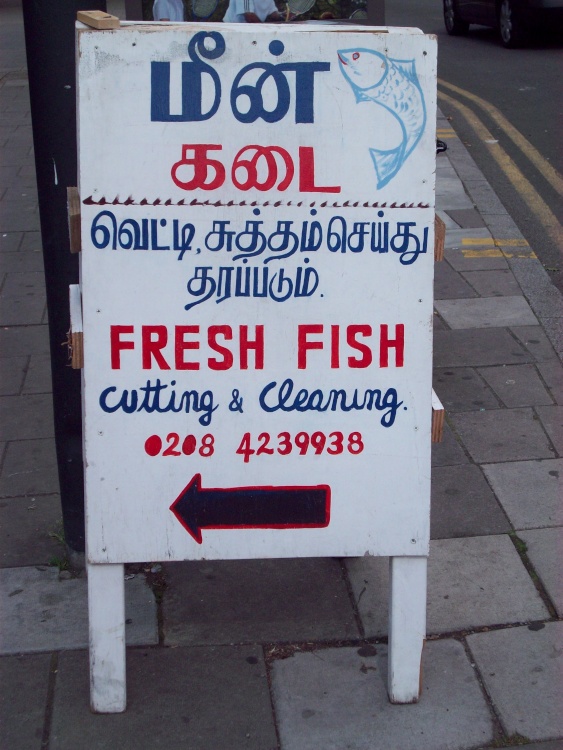 மீன்
கடை
வெட்டி, சுத்தம் செய்து
தரப்படும்.
FRESH FISH
Cutting & Cleaning.
0208 4239938